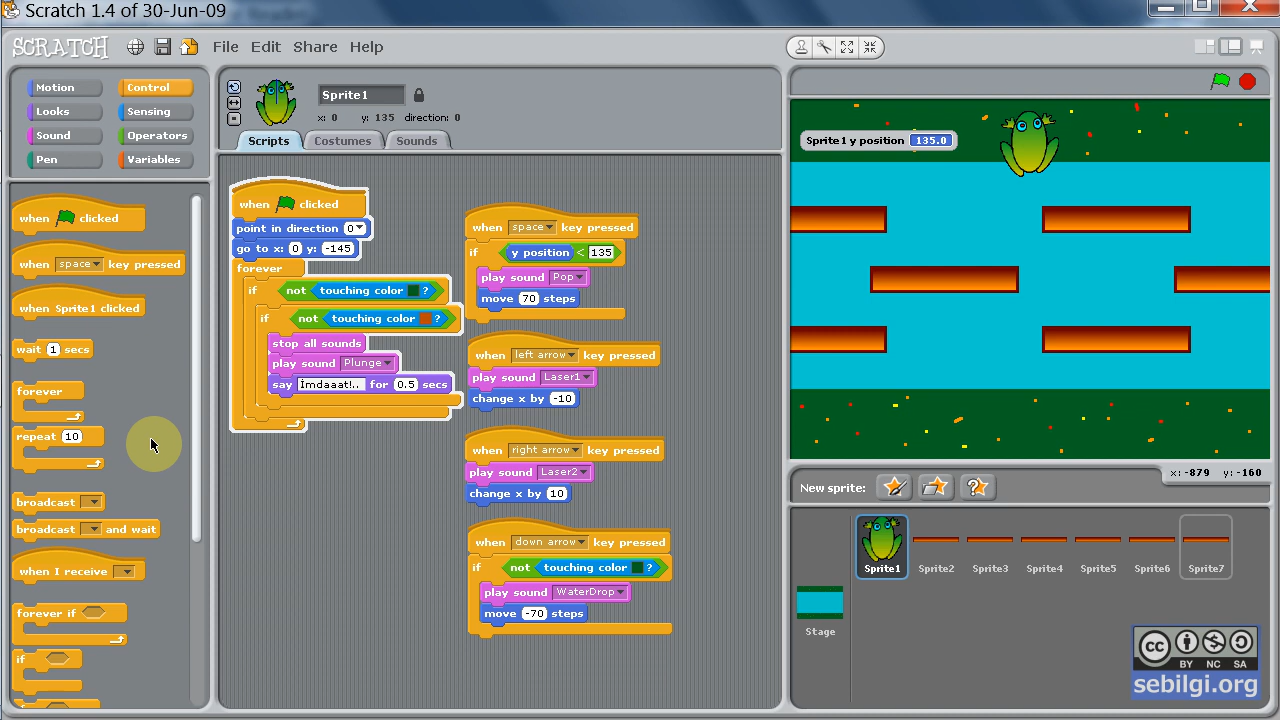 Scratch 1.4 of 30-Jun-09
SCRATCH File Edit Share Help
Motion Control
Looks Sensing
Sound Operators
Pen Variables
when clicked
when space key pressed
when Sprite1 clicked
wait 1 secs
forever
repeat 10
broadcast
broadcast and wait
when I receive
forever if
if
Sprite1
x: 0 y: 135 direction: 0
Scripts Costumes Sounds
when clicked
point in direction 0
go to x: 0 y: -145
forever
if not touching color ?
if not touching color ?
stop all sounds
play sound Plunge
say İmdaaat!.. for 0.5 secs
when space key pressed
if y position < 135
play sound Pop
move 70 steps
when left arrow key pressed
play sound Laser1
change x by -10
when right arrow key pressed
play sound Laser2
change x by 10
when down arrow key pressed
if not touching color ?
play sound WaterDrop
move -70 steps
Sprite1 y position 135.0
x: -879 y: -160
New sprite:
Sprite1 Sprite2 Sprite3 Sprite4 Sprite5 Sprite6 Sprite7
Stage
cc BY NC SA
sebilgi.org